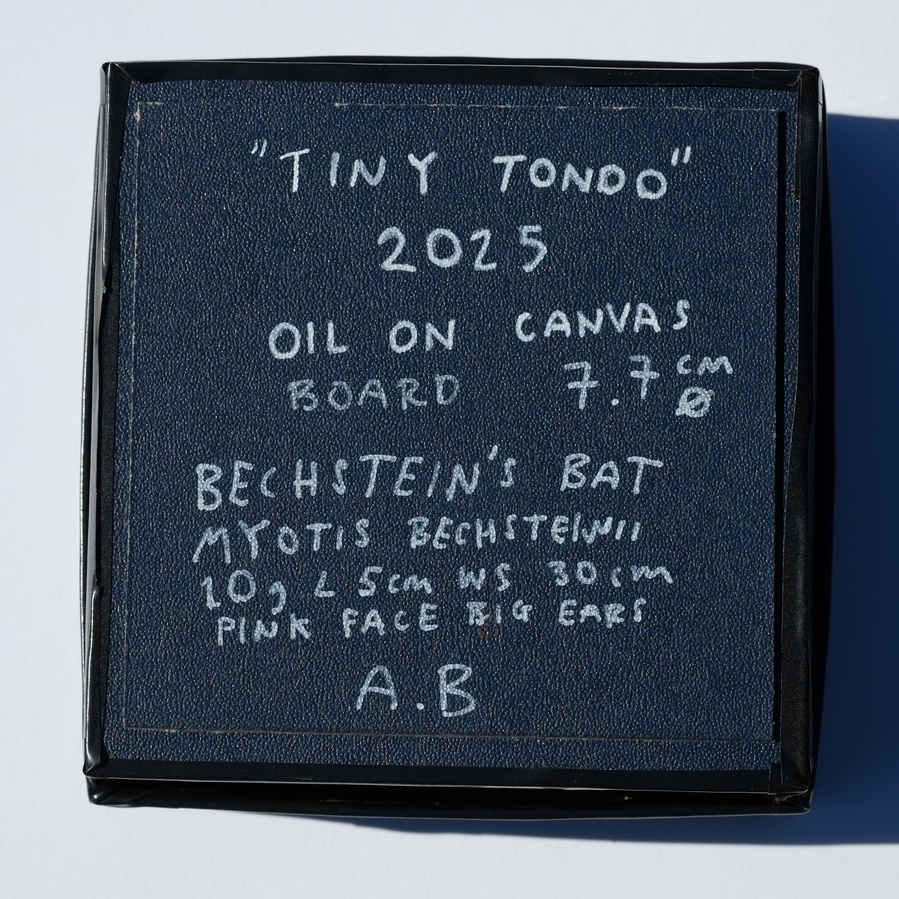 "TINY TONDO"
2025
OIL ON CANVAS
BOARD 7.7 cm Ø
BECHSTEIN'S BAT
MYOTIS BECHSTEINII
10g L 5cm WS 30cm
PINK FACE BIG EARS
A.B